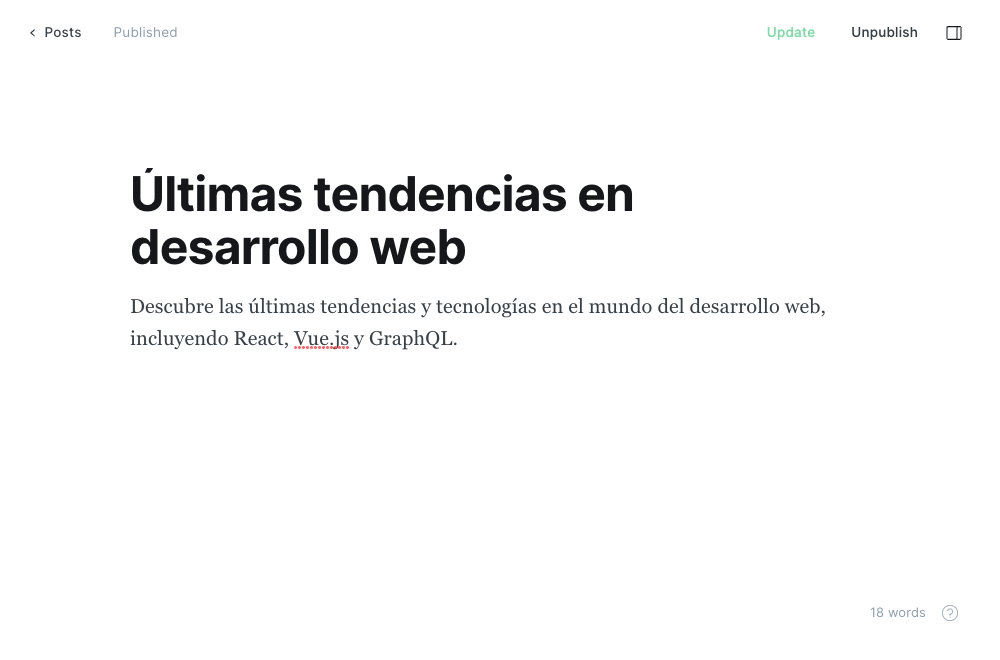 Posts Published Update Unpublish
Últimas tendencias en
desarrollo web
Descubre las últimas tendencias y tecnologías en el mundo del desarrollo web,
incluyendo React, Vue.js y GraphQL.
18 words ?